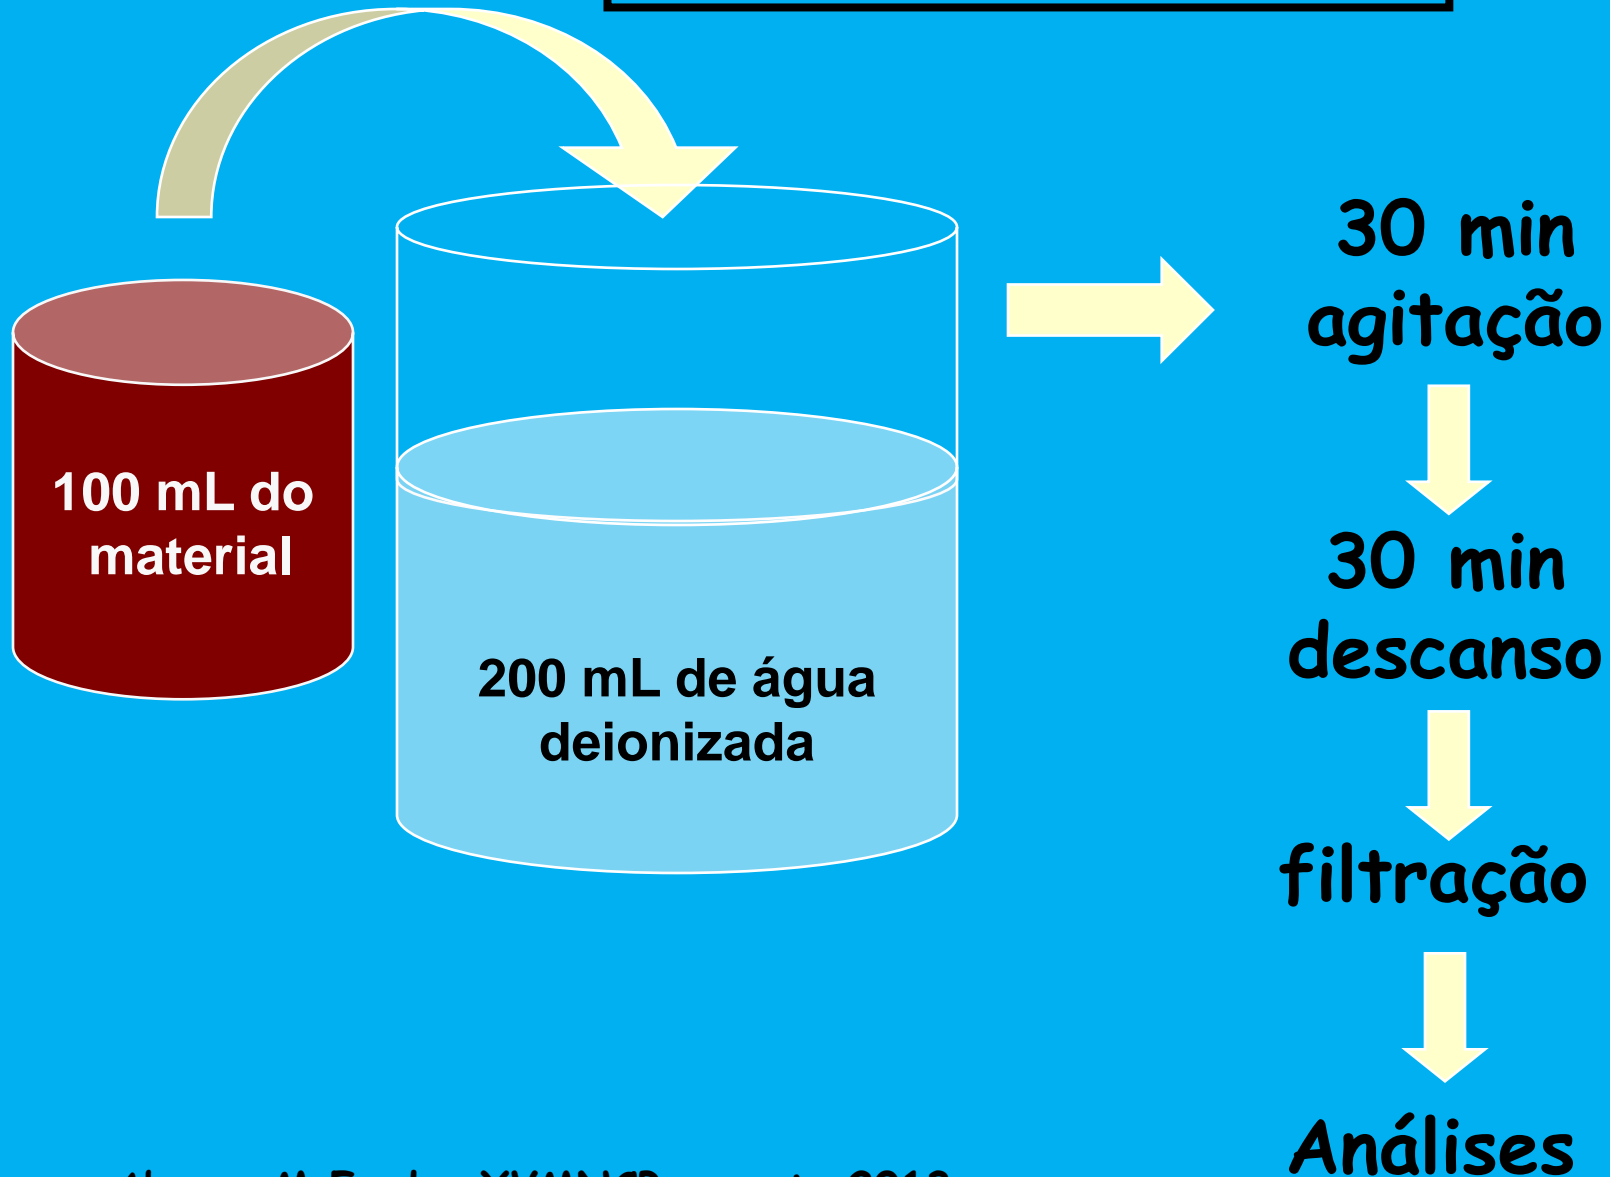 100 mL do
material
200 mL de água
deionizada
30 min
agitação
30 min
descanso
filtração
Análises